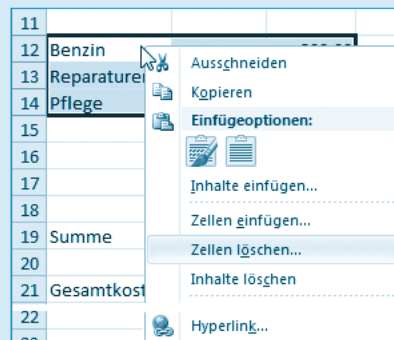 11
12 Benzin
13 Reparature
14 Pflege
15
16
17
18
19 Summe
20
21 Gesamtkost
22
Ausschneiden
Kopieren
Einfügeoptionen:
Inhalte einfügen...
Zellen einfügen...
Zellen löschen...
Inhalte löschen
Hyperlink...